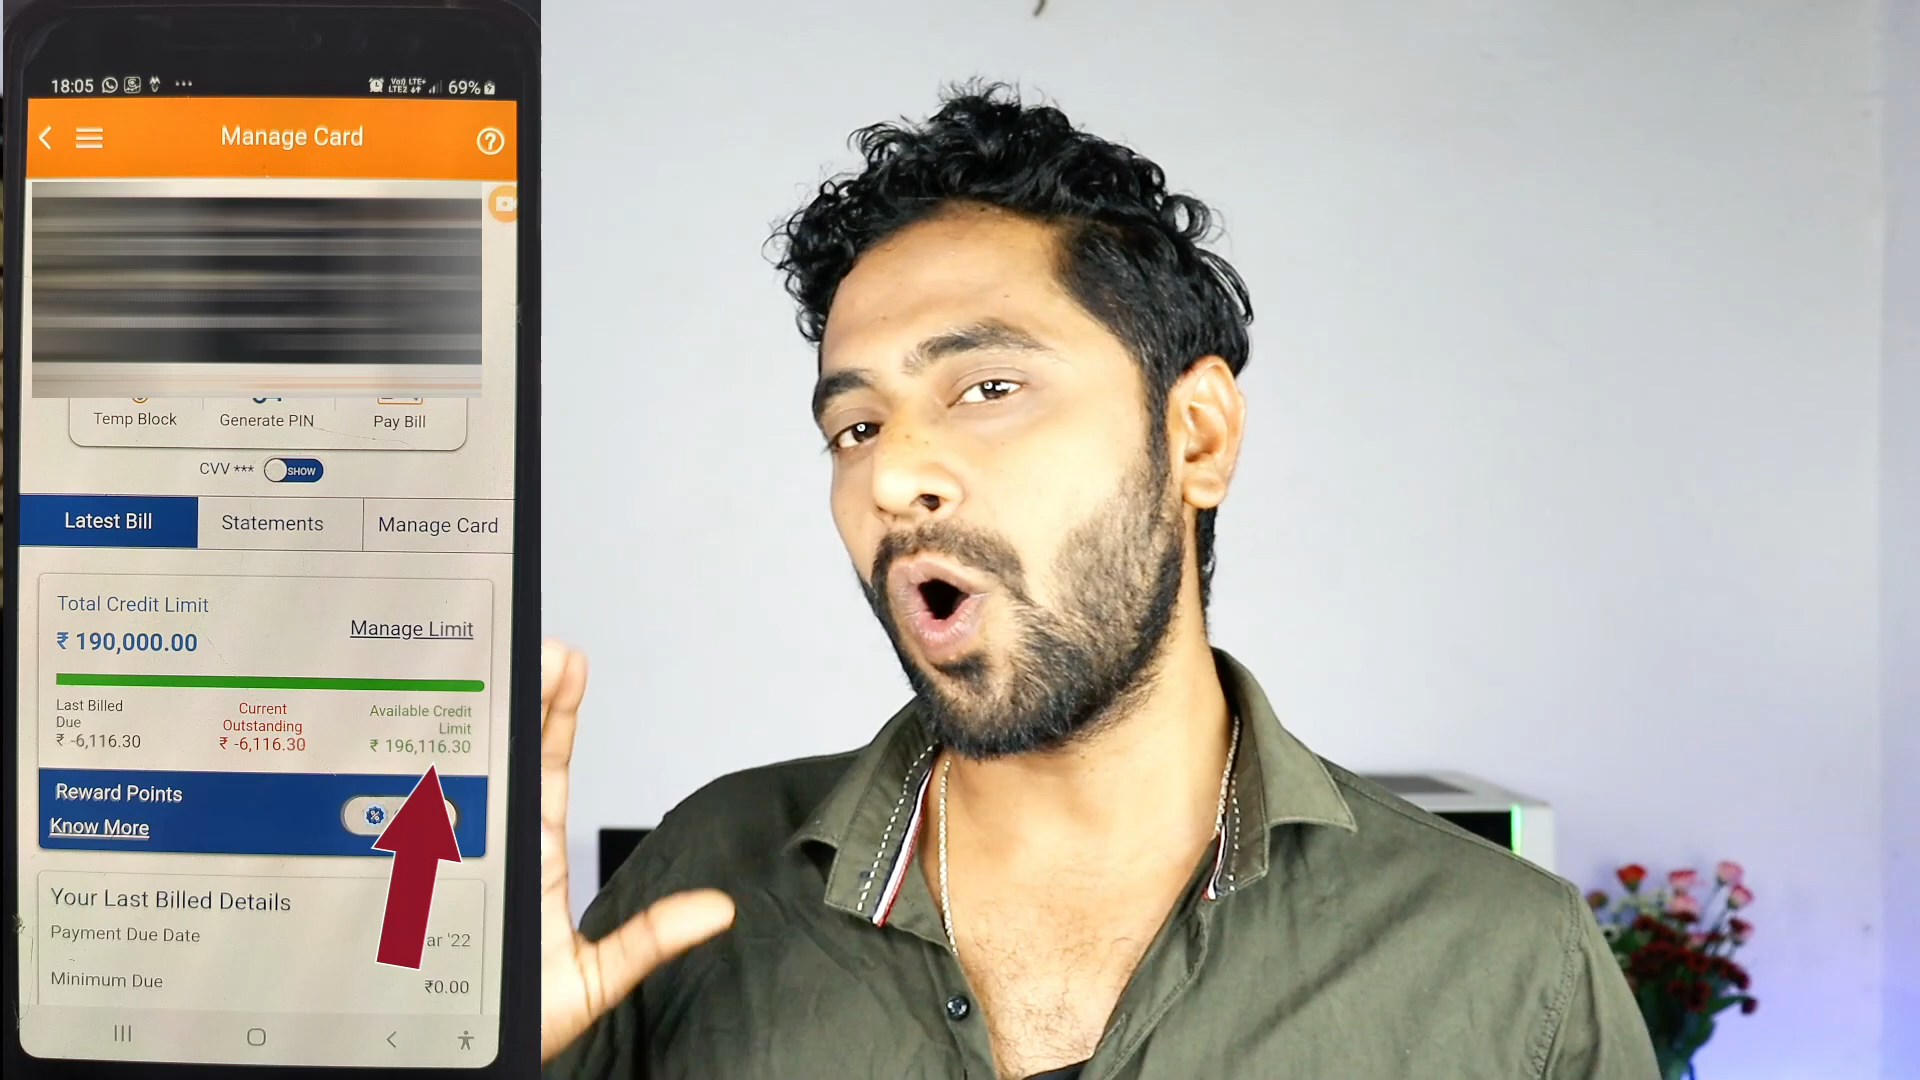 18:05 69%
Manage Card
Temp Block Generate PIN Pay Bill
CVV *** SHOW
Latest Bill Statements Manage Card
Total Credit Limit
₹ 190,000.00 Manage Limit
Last Billed Due
₹ -6,116.30
Current Outstanding
₹ -6,116.30
Available Credit Limit
₹ 196,116.30
Reward Points
Know More
Your Last Billed Details
Payment Due Date ar '22
Minimum Due ₹0.00